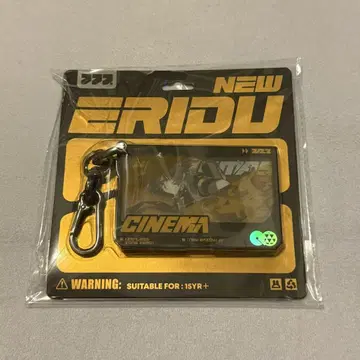 NEW
ERIDU
CINEMA
WARNING: SUITABLE FOR : 15YR+